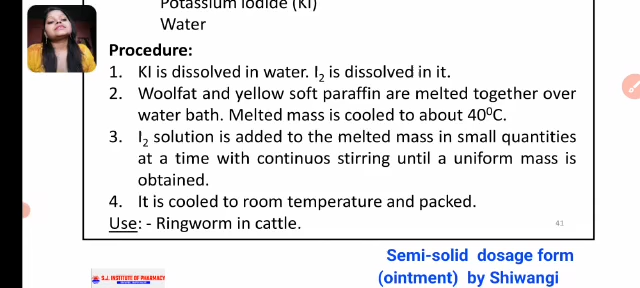 Potassium iodide (KI)
Water
Procedure:
1. KI is dissolved in water. I2 is dissolved in it.
2. Woolfat and yellow soft paraffin are melted together over
water bath. Melted mass is cooled to about 40⁰C.
3. I2 solution is added to the melted mass in small quantities
at a time with continuos stirring until a uniform mass is
obtained.
4. It is cooled to room temperature and packed.
Use: - Ringworm in cattle.
41
Semi-solid dosage form
(ointment) by Shiwangi
S.J. INSTITUTE OF PHARMACY